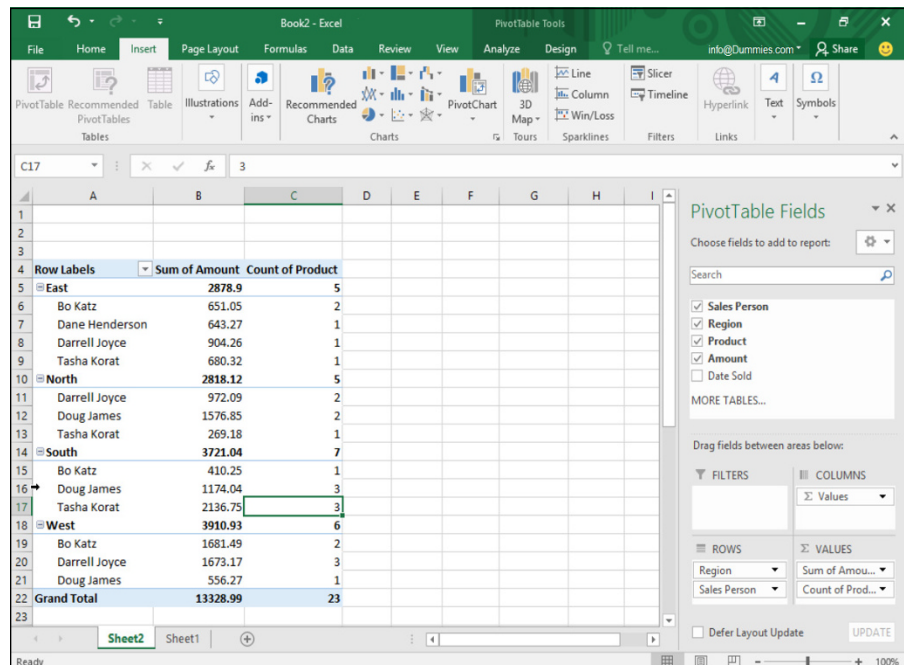 Book2 - Excel
PivotTable Tools
File Home Insert Page Layout Formulas Data Review View Analyze Design Tell me... info@Dummies.com Share
PivotTable Recommended PivotTables Table
Tables
Illustrations
Add-ins
Recommended Charts
PivotChart
Charts
3D Map
Tours
Line
Column
Win/Loss
Sparklines
Slicer
Timeline
Filters
Hyperlink
Links
Text
Symbols
Ω
C17 fx 3
A B C D E F G H I
1
2
3
4 Row Labels Sum of Amount Count of Product
5 East 2878.9 5
6 Bo Katz 651.05 2
7 Dane Henderson 643.27 1
8 Darrell Joyce 904.26 1
9 Tasha Korat 680.32 1
10 North 2818.12 5
11 Darrell Joyce 972.09 2
12 Doug James 1576.85 2
13 Tasha Korat 269.18 1
14 South 3721.04 7
15 Bo Katz 410.25 1
16 Doug James 1174.04 3
17 Tasha Korat 2136.75 3
18 West 3910.93 6
19 Bo Katz 1681.49 2
20 Darrell Joyce 1673.17 3
21 Doug James 556.27 1
22 Grand Total 13328.99 23
23
PivotTable Fields
Choose fields to add to report:
Search
Sales Person
Region
Product
Amount
Date Sold
MORE TABLES...
Drag fields between areas below:
FILTERS
COLUMNS
Σ Values
ROWS
Region
Sales Person
Σ VALUES
Sum of Amou...
Count of Prod...
Defer Layout Update UPDATE
Sheet2 Sheet1
Ready 100%